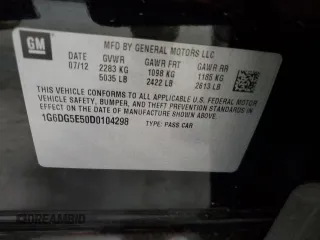 GM
MFD BY GENERAL MOTORS LLC
07/12
GVWR
2283 KG
5035 LB
GAWR FRT
1098 KG
2422 LB
GAWR RR
1185 KG
2613 LB
THIS VEHICLE CONFORMS TO ALL APPLICABLE U.S. FEDERAL MOTOR
VEHICLE SAFETY, BUMPER, AND THEFT PREVENTION STANDARDS IN
EFFECT ON THE DATE OF MANUFACTURE SHOWN ABOVE.
1G6DG5E50D0104298
TYPE: PASS CAR
DREAMBID